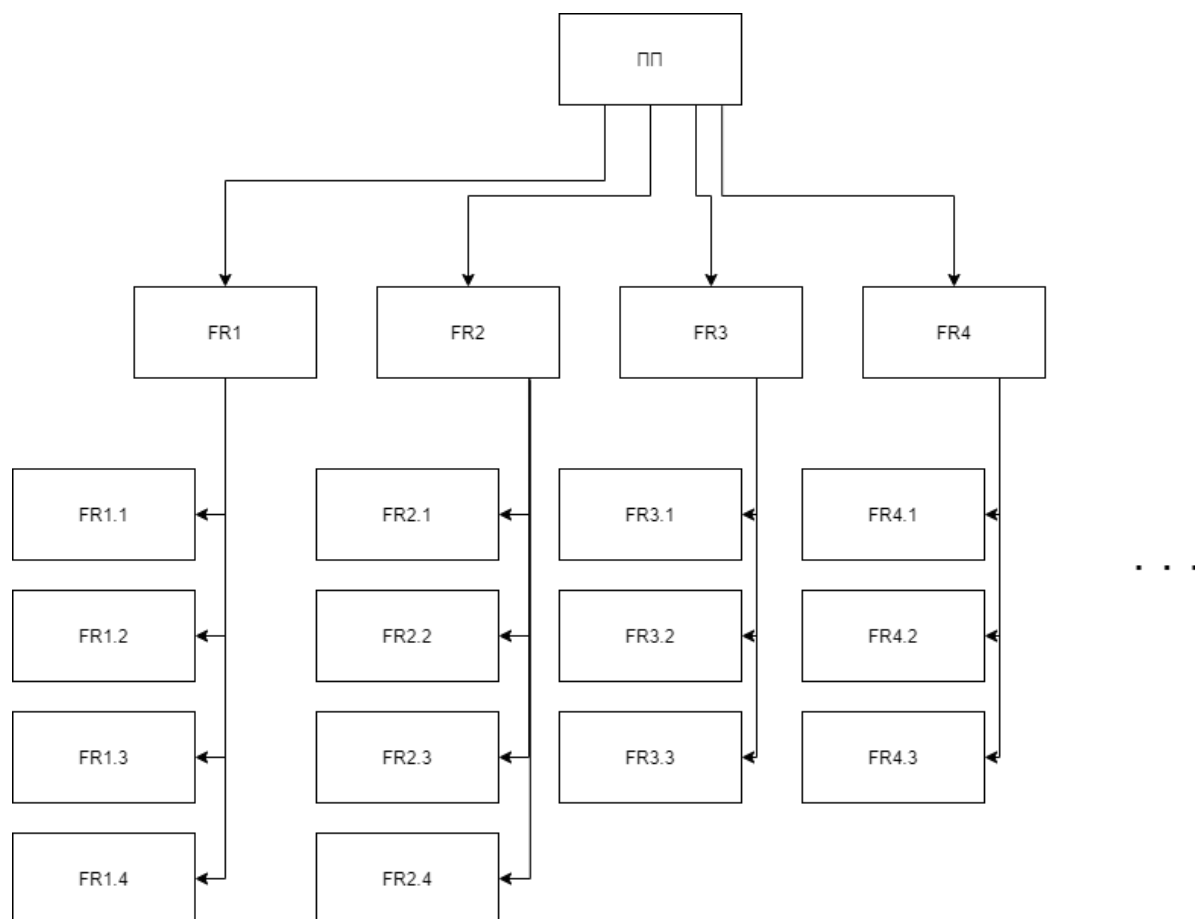 ПП
FR1
FR2
FR3
FR4
FR1.1
FR2.1
FR3.1
FR4.1
. . .
FR1.2
FR2.2
FR3.2
FR4.2
FR1.3
FR2.3
FR3.3
FR4.3
FR1.4
FR2.4